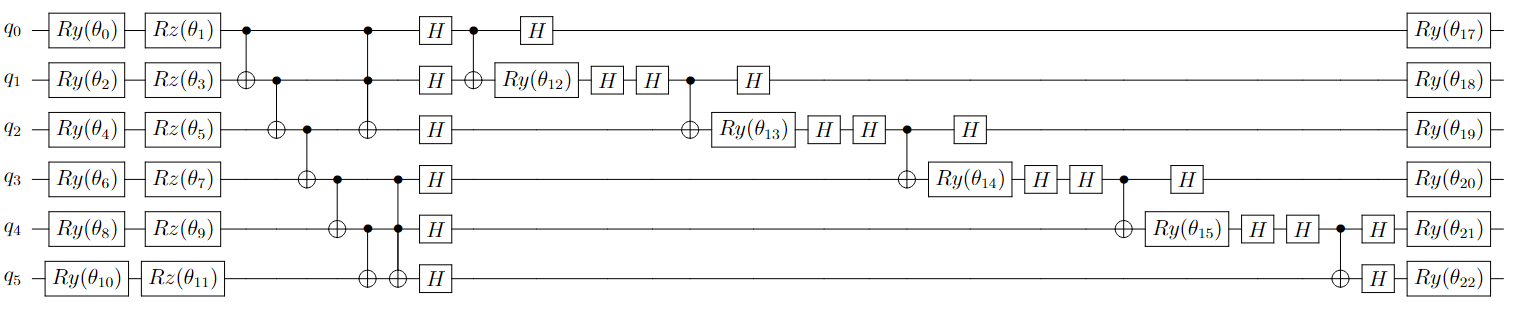 q₀ Ry(θ₀) Rz(θ₁) H H Ry(θ₁₇)
q₁ Ry(θ₂) Rz(θ₃) H Ry(θ₁₂) H H H Ry(θ₁₈)
q₂ Ry(θ₄) Rz(θ₅) H Ry(θ₁₃) H H H Ry(θ₁₉)
q₃ Ry(θ₆) Rz(θ₇) H Ry(θ₁₄) H H H Ry(θ₂₀)
q₄ Ry(θ₈) Rz(θ₉) H Ry(θ₁₅) H H H Ry(θ₂₁)
q₅ Ry(θ₁₀) Rz(θ₁₁) H H Ry(θ₂₂)